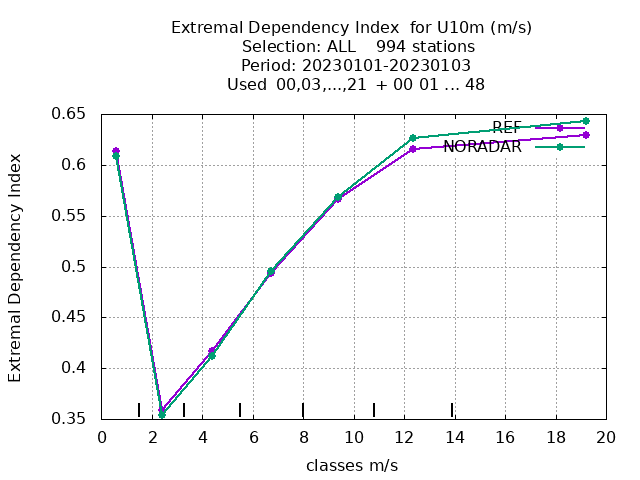 Extremal Dependency Index  for U10m (m/s)
Selection: ALL    994 stations
Period: 20230101-20230103
Used  00,03,...,21  + 00 01 ... 48
0.65
REF
NORADAR
0.6
0.55
0.5
0.45
0.4
0.35
Extremal Dependency Index
0 2 4 6 8 10 12 14 16 18 20
classes m/s